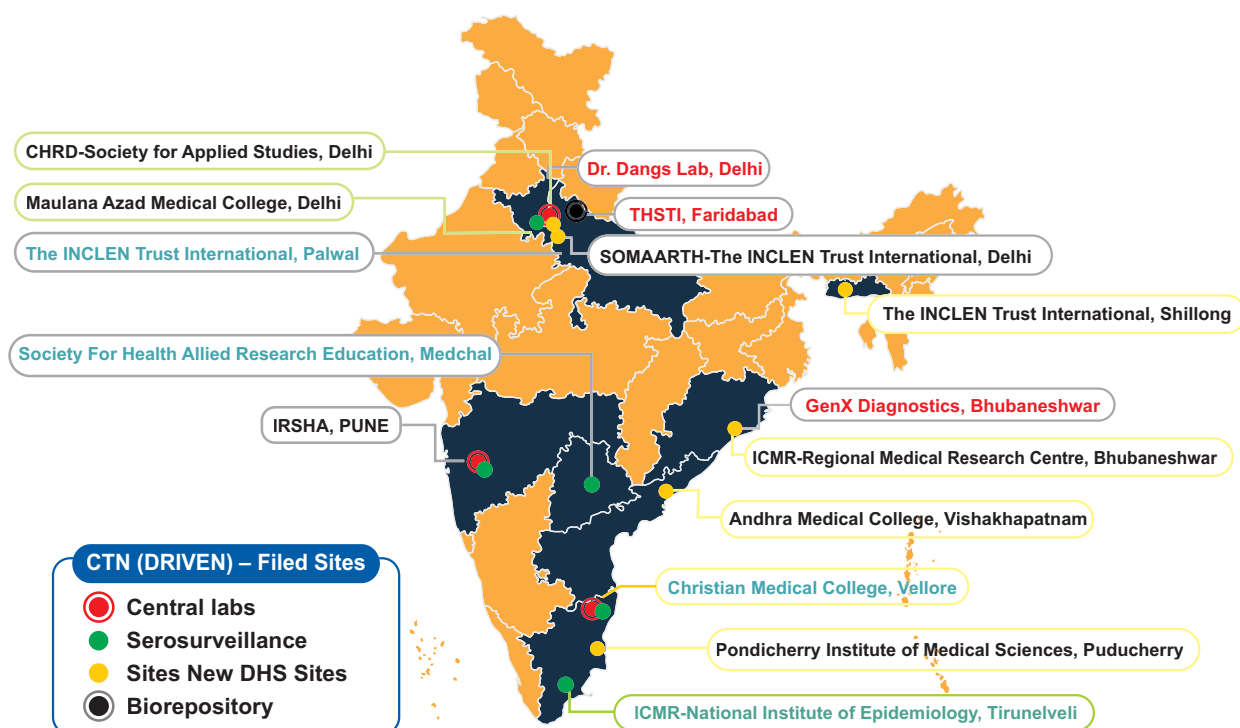 CHRD-Society for Applied Studies, Delhi
Dr. Dangs Lab, Delhi
Maulana Azad Medical College, Delhi
THSTI, Faridabad
The INCLEN Trust International, Palwal
SOMAARTH-The INCLEN Trust International, Delhi
The INCLEN Trust International, Shillong
Society For Health Allied Research Education, Medchal
GenX Diagnostics, Bhubaneshwar
IRSHA, PUNE
ICMR-Regional Medical Research Centre, Bhubaneshwar
Andhra Medical College, Vishakhapatnam
CTN (DRIVEN) – Filed Sites
Central labs
Serosurveillance
Sites New DHS Sites
Biorepository
Christian Medical College, Vellore
Pondicherry Institute of Medical Sciences, Puducherry
ICMR-National Institute of Epidemiology, Tirunelveli